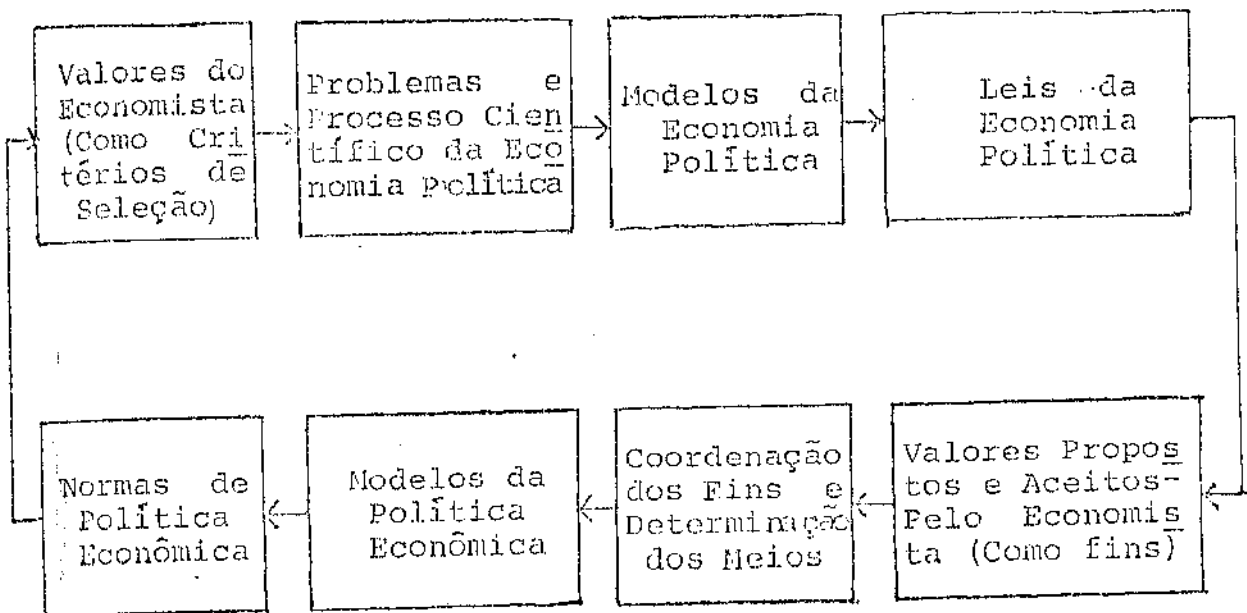 Valores do
Economista
(Como Cri
térios de
Seleção)
Problemas e
Processo Cien
tífico da Eco
nomia Política
Modelos da
Economia
Política
Leis da
Economia
Política
Normas de
Política
Econômica
Modelos da
Política
Econômica
Coordenação
dos Fins e
Determinação
dos Meios
Valores Propos
tos e Aceitos-
Pelo Economis
ta (Como fins)